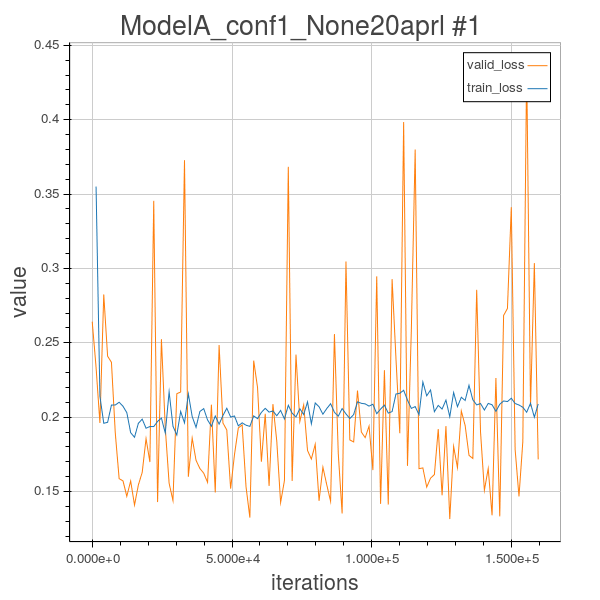 ModelA_conf1_None20aprl #1
valid_loss
train_loss
0.45
0.4
0.35
0.3
0.25
0.2
0.15
value
0.000e+0 5.000e+4 1.000e+5 1.500e+5
iterations